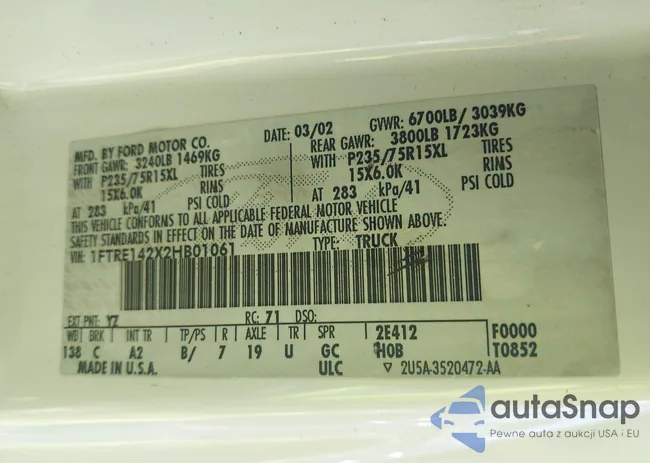 MFD. BY FORD MOTOR CO. DATE: 03/02 GVWR: 6700LB/ 3039KG
FRONT GAWR: 3240LB 1469KG REAR GAWR: 3800LB 1723KG
WITH P235/75R15XL TIRES WITH P235/75R15XL TIRES
15X6.0K RIMS 15X6.0K RIMS
AT 283 kPa/41 PSI COLD AT 283 kPa/41 PSI COLD
THIS VEHICLE CONFORMS TO ALL APPLICABLE FEDERAL MOTOR VEHICLE
SAFETY STANDARDS IN EFFECT ON THE DATE OF MANUFACTURE SHOWN ABOVE.
VIN: 1FTRE142X2HB01061 TYPE: TRUCK
EXT PNT: YZ RC: 71 DSO:
WB BRK INT TR TP/PS R AXLE TR SPR 2E412 F0000
138 C A2 B/ 7 19 U GC H0B T0852
MADE IN U.S.A. ULC ▽ 2U5A-3520472-AA
autaSnap
Pewne auta z aukcji USA i EU